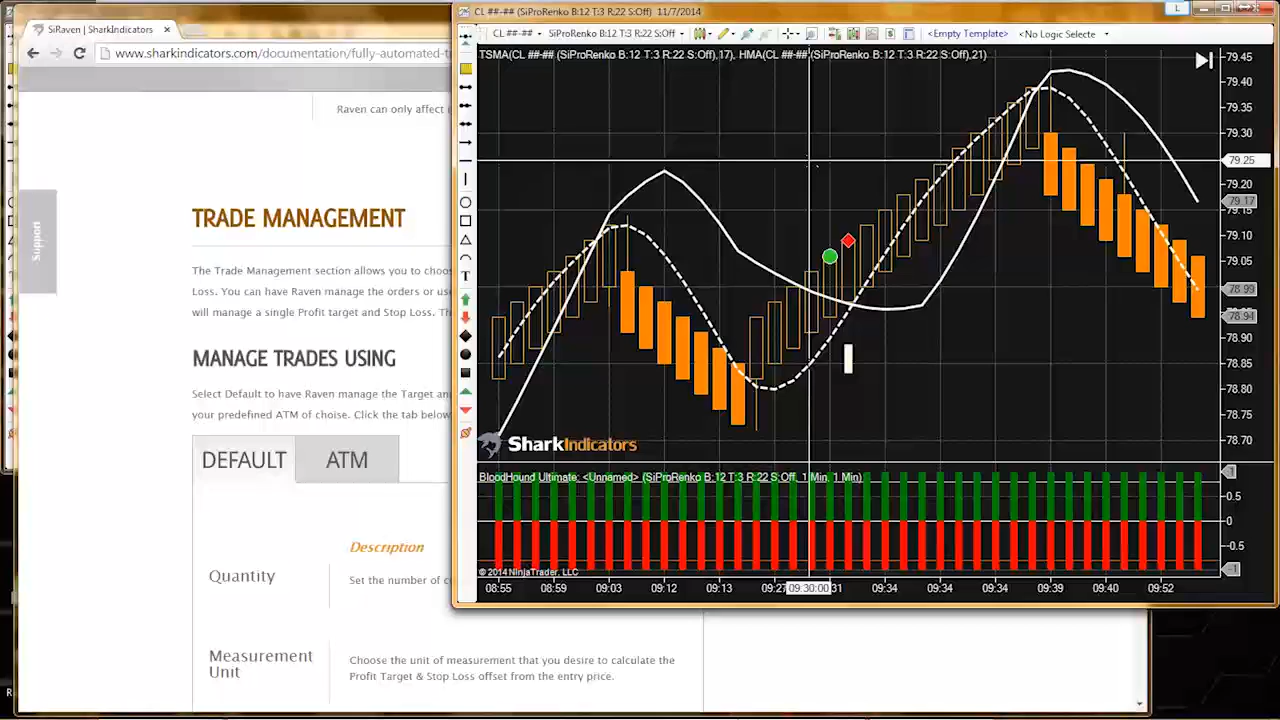 SiRaven | SharkIndicators
www.sharkindicators.com/documentation/fully-automated-t
Raven can only affect (
Support
TRADE MANAGEMENT
The Trade Management section allows you to choos
Loss. You can have Raven manage the orders or use
will manage a single Profit target and Stop Loss. Th
MANAGE TRADES USING
Select Default to have Raven manage the Target an
your predefined ATM of choise. Click the tab below
DEFAULT
ATM
Description
Quantity
Set the number of c
Measurement
Unit
Choose the unit of measurement that you desire to calculate the
Profit Target & Stop Loss offset from the entry price.
CL ##-## (SiProRenko B:12 T:3 R:22 S:Off) 11/7/2014
L
CL ##-##
SiProRenko B:12 T:3 R:22 S:Off
<Empty Template>
<No Logic Selecte
TSMA(CL ##-## (SiProRenko B:12 T:3 R:22 S:Off),17), HMA(CL ##-## (SiProRenko B:12 T:3 R:22 S:Off),21)
T
79.45
79.40
79.35
79.30
79.25
79.20
79.17
79.15
79.10
79.05
78.99
78.94
78.90
78.85
78.80
78.75
78.70
SharkIndicators
BloodHound Ultimate: <Unnamed> (SiProRenko B:12 T:3 R:22 S:Off, 1 Min, 1 Min)
1
0.5
0
-0.5
-1
© 2014 NinjaTrader, LLC
08:55
08:59
09:03
09:12
09:13
09:27
09:30:00
09:34
09:34
09:34
09:39
09:40
09:52